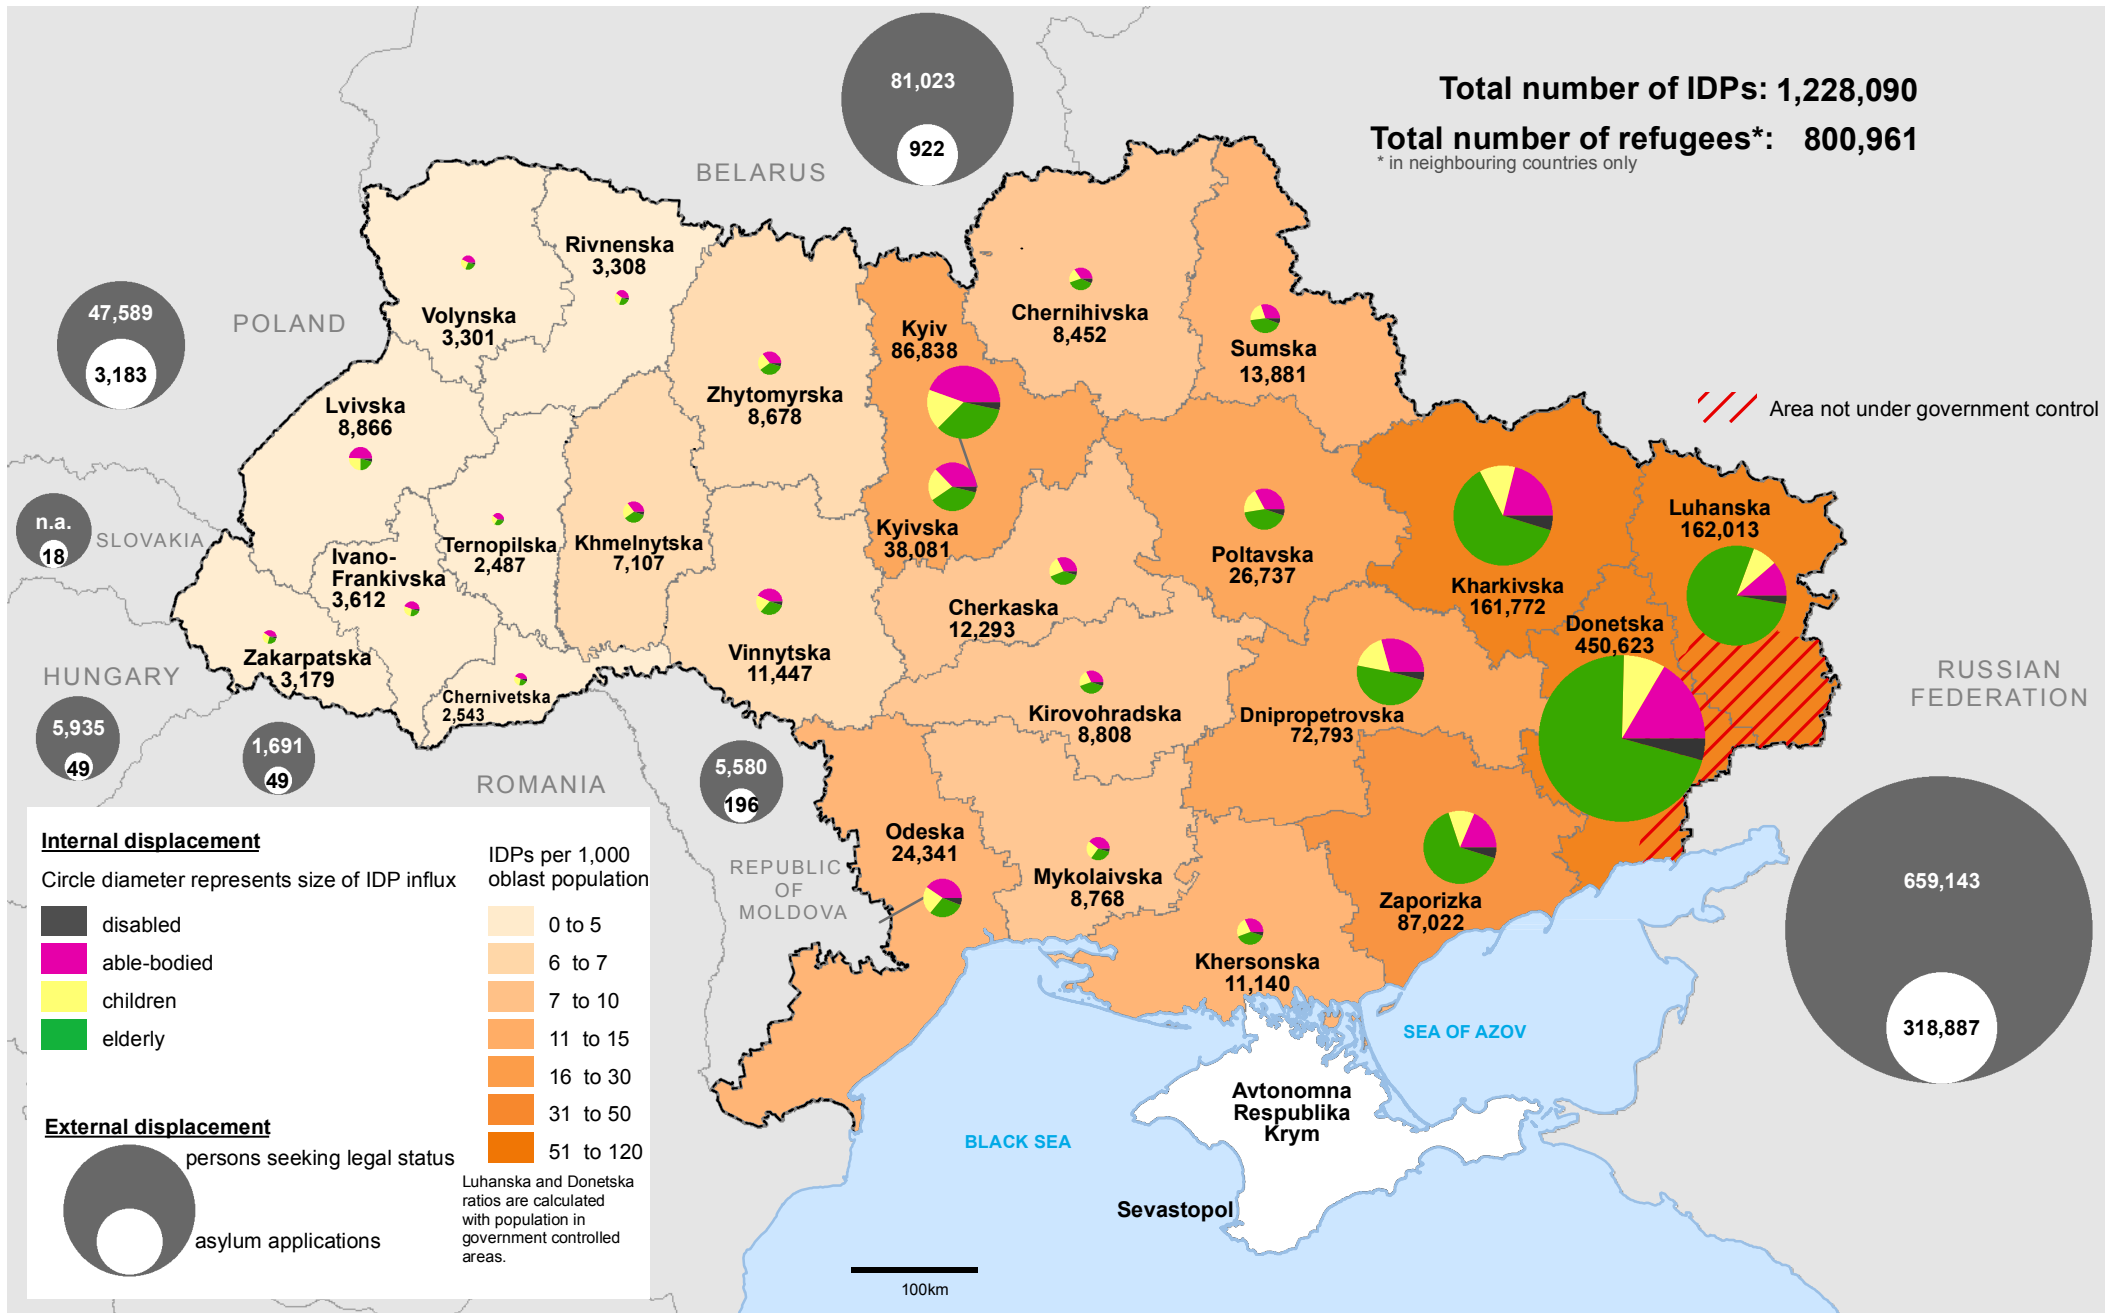 Total number of IDPs: 1,228,090
Total number of refugees*: 800,961
* in neighbouring countries only
81,023
922
BELARUS
47,589
3,183
POLAND
n.a.
18
SLOVAKIA
HUNGARY
5,935
49
1,691
49
ROMANIA
5,580
196
REPUBLIC
OF
MOLDOVA
RUSSIAN
FEDERATION
659,143
318,887
Area not under government control
Volynska
3,301
Rivnenska
3,308
Zhytomyrska
8,678
Kyiv
86,838
Kyivska
38,081
Chernihivska
8,452
Sumska
13,881
Lvivska
8,866
Ternopilska
2,487
Khmelnytska
7,107
Ivano-
Frankivska
3,612
Zakarpatska
3,179
Chernivetska
2,543
Vinnytska
11,447
Cherkaska
12,293
Poltavska
26,737
Kharkivska
161,772
Luhanska
162,013
Donetska
450,623
Kirovohradska
8,808
Dnipropetrovska
72,793
Zaporizka
87,022
Odeska
24,341
Mykolaivska
8,768
Khersonska
11,140
Avtonomna
Respublika
Krym
Sevastopol
SEA OF AZOV
BLACK SEA
100km
Internal displacement
Circle diameter represents size of IDP influx
disabled
able-bodied
children
elderly
IDPs per 1,000
oblast population
0 to 5
6 to 7
7 to 10
11 to 15
16 to 30
31 to 50
51 to 120
Luhanska and Donetska
ratios are calculated
with population in
government controlled
areas.
External displacement
persons seeking legal status
asylum applications